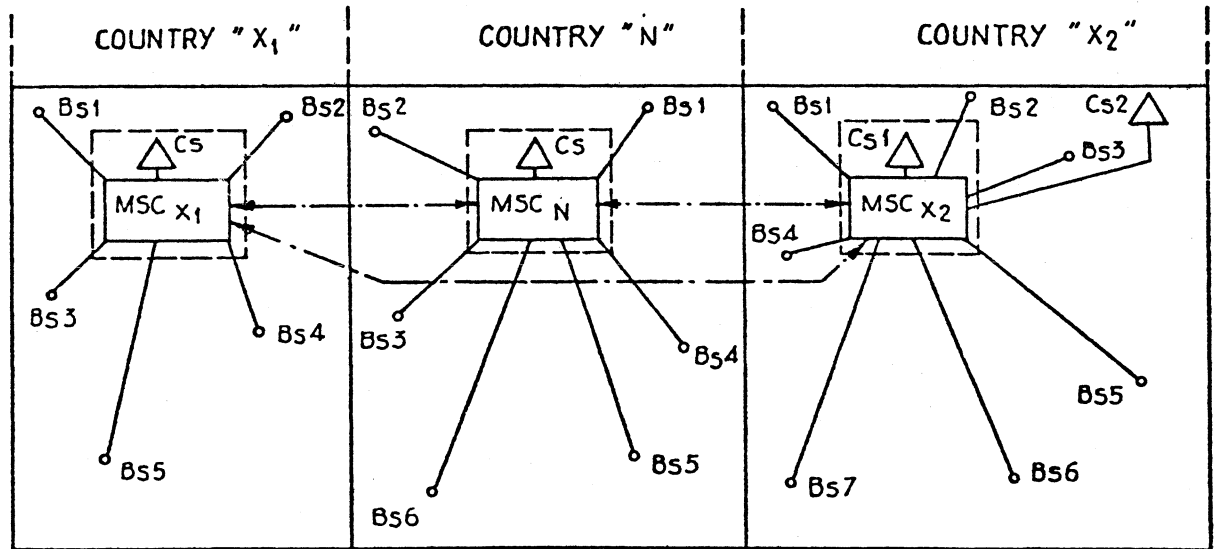 COUNTRY "X1"
COUNTRY "N"
COUNTRY "X2"
Bs1
Bs2
Cs
MSC X1
Bs3
Bs4
Bs5
Bs2
Bs1
Cs
MSC N
Bs3
Bs4
Bs5
Bs6
Bs1
Bs2
Cs2
Cs1
Bs3
MSC X2
Bs4
Bs5
Bs6
Bs7